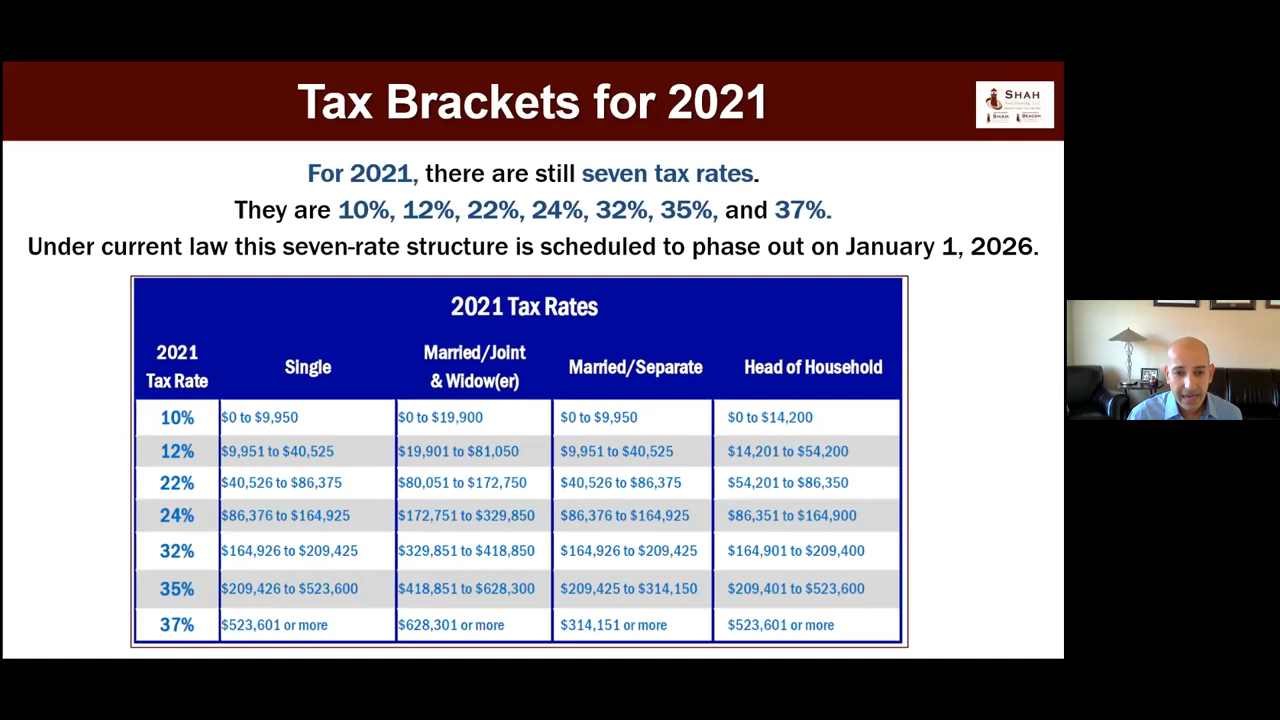 Tax Brackets for 2021
SHAH
SHAH
BEACON
For 2021, there are still seven tax rates.
They are 10%, 12%, 22%, 24%, 32%, 35%, and 37%.
Under current law this seven-rate structure is scheduled to phase out on January 1, 2026.
2021 Tax Rates
2021 Tax Rate Single Married/Joint & Widow(er) Married/Separate Head of Household
10% $0 to $9,950 $0 to $19,900 $0 to $9,950 $0 to $14,200
12% $9,951 to $40,525 $19,901 to $81,050 $9,951 to $40,525 $14,201 to $54,200
22% $40,526 to $86,375 $80,051 to $172,750 $40,526 to $86,375 $54,201 to $86,350
24% $86,376 to $164,925 $172,751 to $329,850 $86,376 to $164,925 $86,351 to $164,900
32% $164,926 to $209,425 $329,851 to $418,850 $164,926 to $209,425 $164,901 to $209,400
35% $209,426 to $523,600 $418,851 to $628,300 $209,425 to $314,150 $209,401 to $523,600
37% $523,601 or more $628,301 or more $314,151 or more $523,601 or more